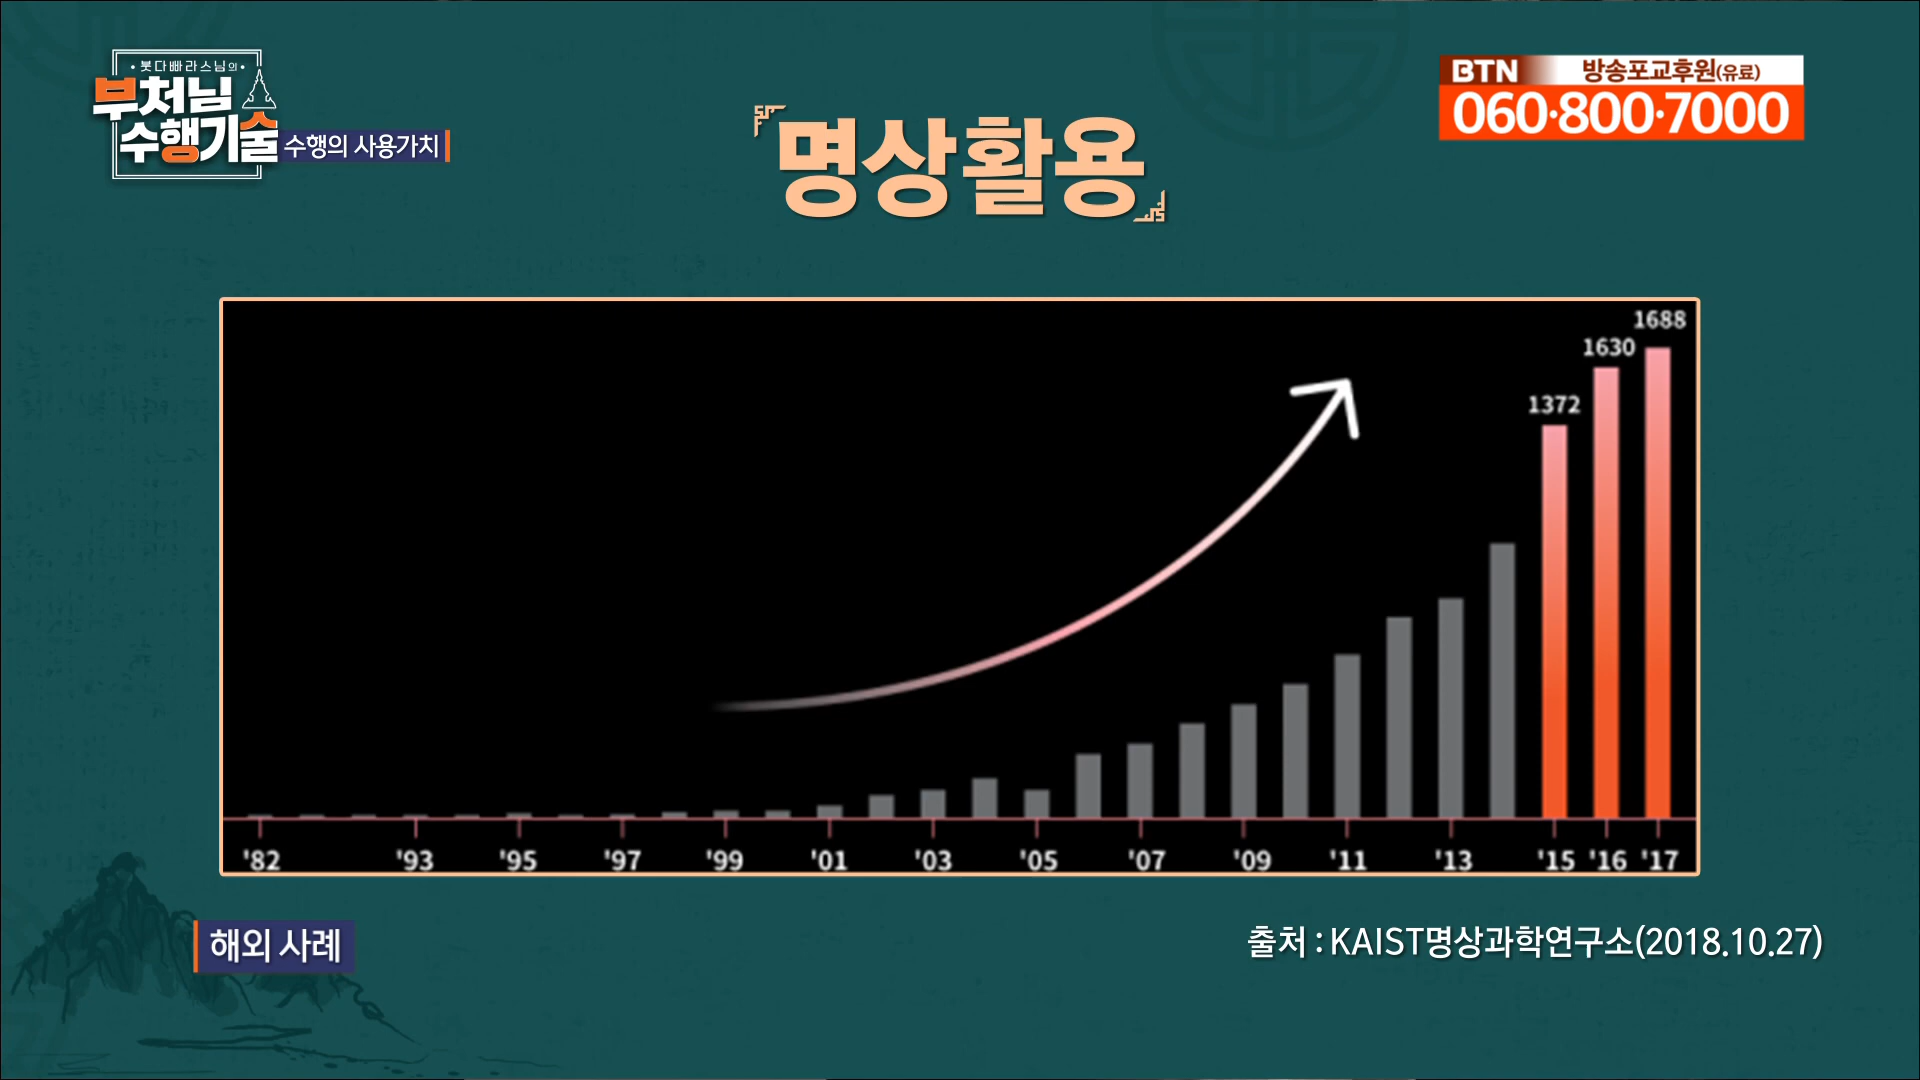 •붓다빠라스님의•
부처님
수행기술
수행의 사용가치
BTN 방송포교후원(유료)
060·800·7000
『명상활용』
1688
1630
1372
'82 '93 '95 '97 '99 '01 '03 '05 '07 '09 '11 '13 '15 '16 '17
해외 사례
출처 : KAIST명상과학연구소(2018.10.27)